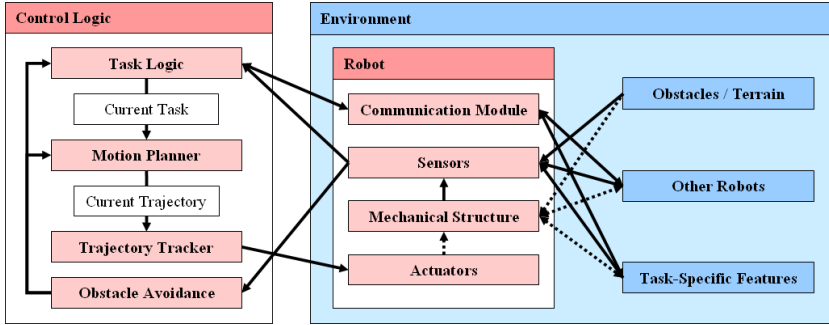 Control Logic
Task Logic
Current Task
Motion Planner
Current Trajectory
Trajectory Tracker
Obstacle Avoidance
Environment
Robot
Communication Module
Sensors
Mechanical Structure
Actuators
Obstacles / Terrain
Other Robots
Task-Specific Features